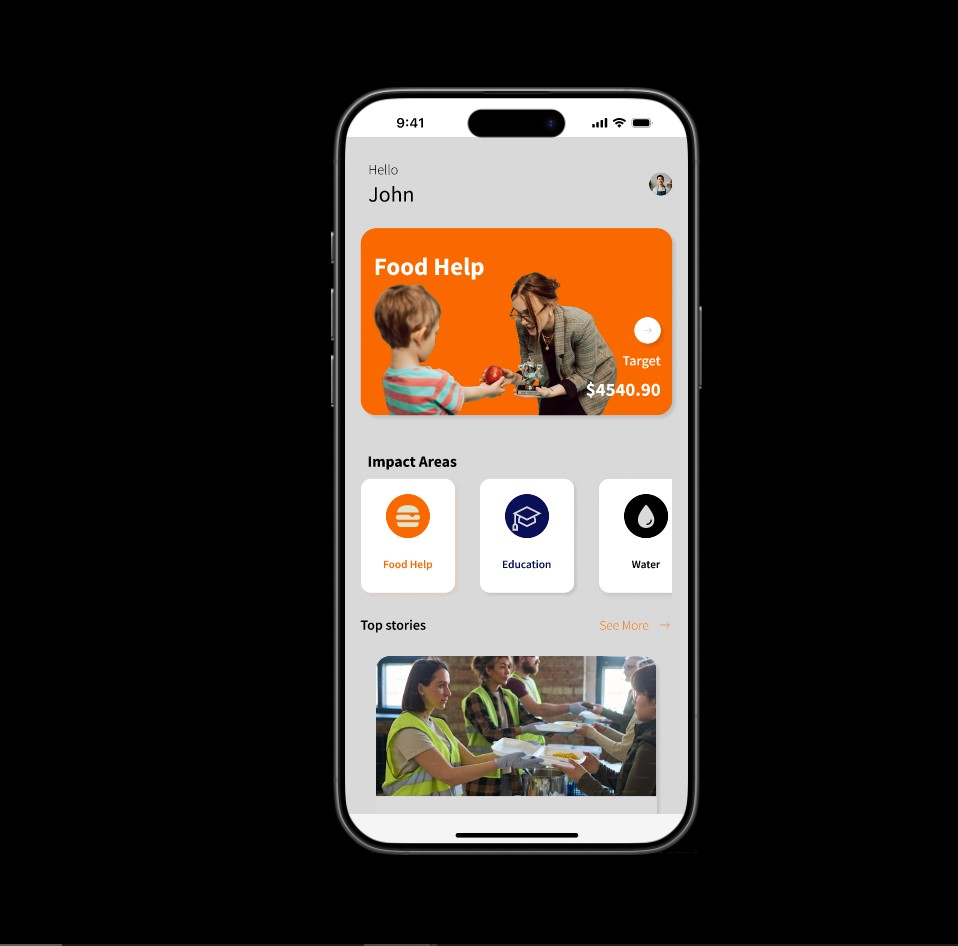 9:41
Hello
John
Food Help
Target
$4540.90
Impact Areas
Food Help
Education
Water
Top stories
See More